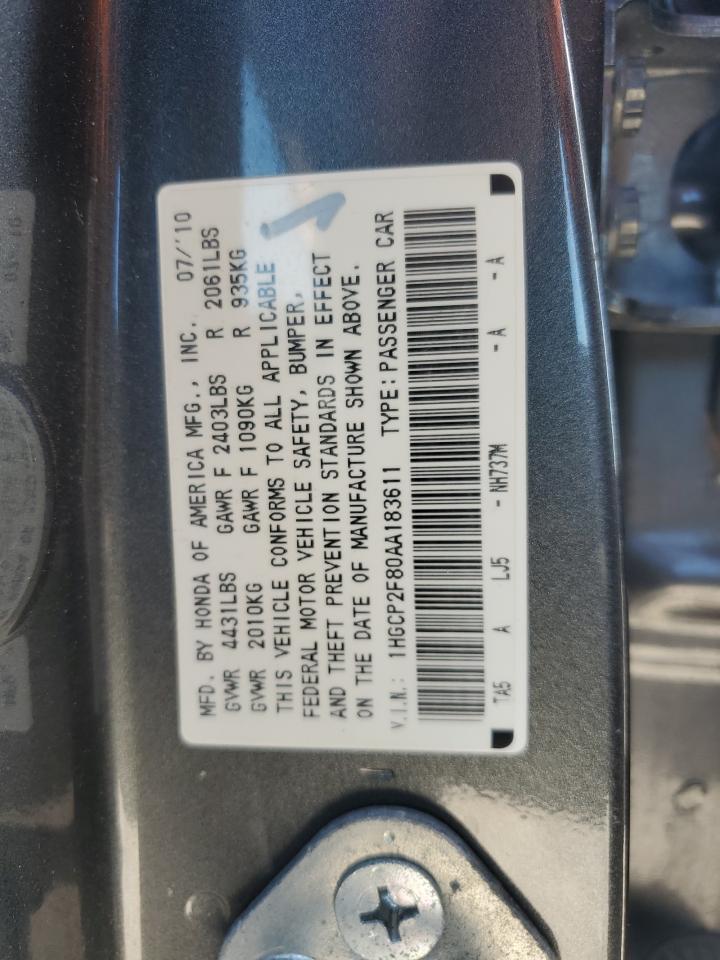 MFD. BY HONDA OF AMERICA MFG., INC. 07/'10
GVWR 4431LBS GAWR F 2403LBS R 2061LBS
GVWR 2010KG GAWR F 1090KG R 935KG
THIS VEHICLE CONFORMS TO ALL APPLICABLE
FEDERAL MOTOR VEHICLE SAFETY, BUMPER,
AND THEFT PREVENTION STANDARDS IN EFFECT
ON THE DATE OF MANUFACTURE SHOWN ABOVE.
V.I.N.: 1HGCP2F80AA183611 TYPE:PASSENGER CAR
TA5 A LJ5 - NH737M - A - A